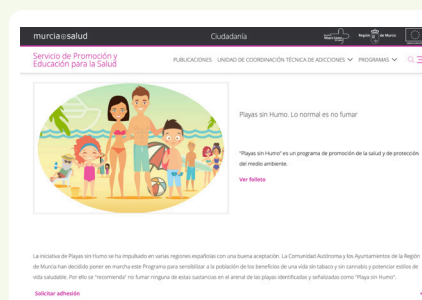 murcia salud
Ciudadanía
Región de Murcia
Servicio de Promoción y
Educación para la Salud
PUBLICACIONES UNIDAD DE COORDINACIÓN TÉCNICA DE ADICCIONES PROGRAMAS
Playas sin Humo. Lo normal es no fumar
"Playas sin Humo" es un programa de promoción de la salud y de protección
del medio ambiente.
Ver folleto
La iniciativa de Playas sin Humo se ha impulsado en varias regiones españolas con una buena aceptación. La Comunidad Autónoma y los Ayuntamientos de la Región
de Murcia han decidido poner en marcha este Programa para sensibilizar a la población de los beneficios de una vida sin tabaco y sin cannabis y potenciar estilos de
vida saludable. Por ello se "recomienda" no fumar ninguna de estas sustancias en el arenal de las playas identificadas y señalizadas como "Playa sin Humo".
Solicitar adhesión